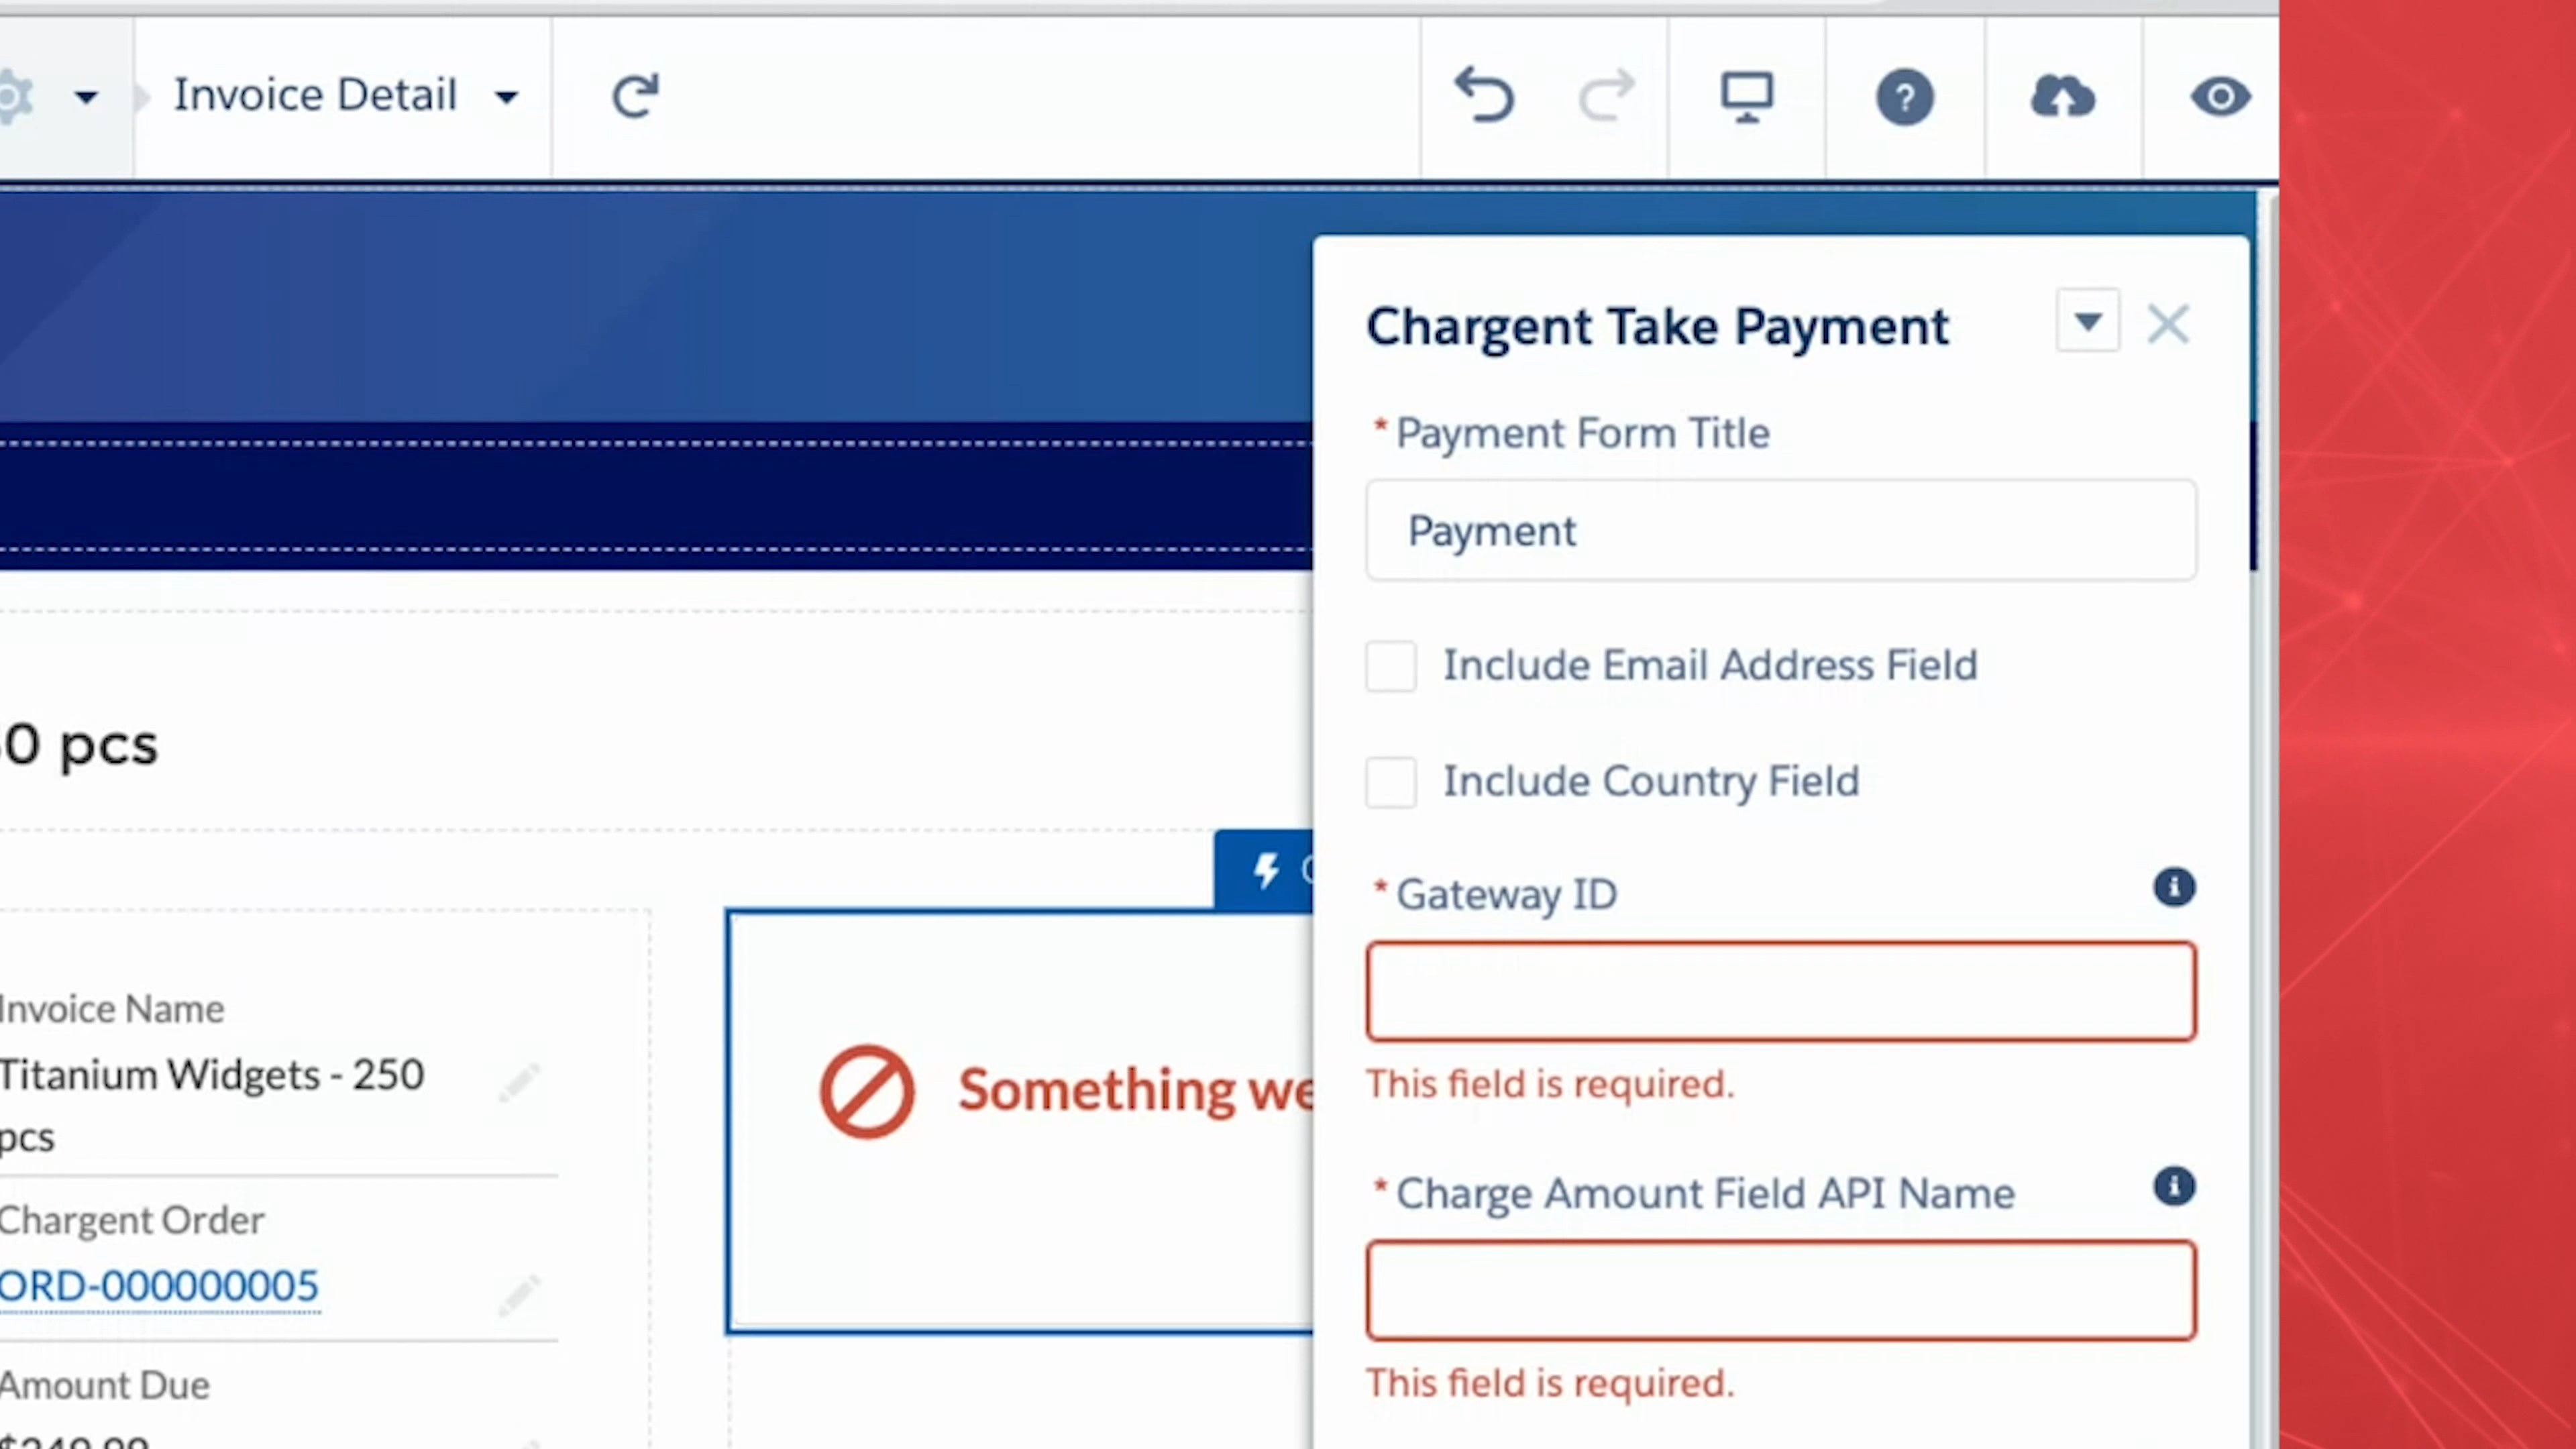 Invoice Detail
Chargent Take Payment
* Payment Form Title
Payment
Include Email Address Field
Include Country Field
* Gateway ID
This field is required.
* Charge Amount Field API Name
This field is required.
0 pcs
Invoice Name
Titanium Widgets - 250
pcs
Chargent Order
ORD-000000005
Amount Due
Something we